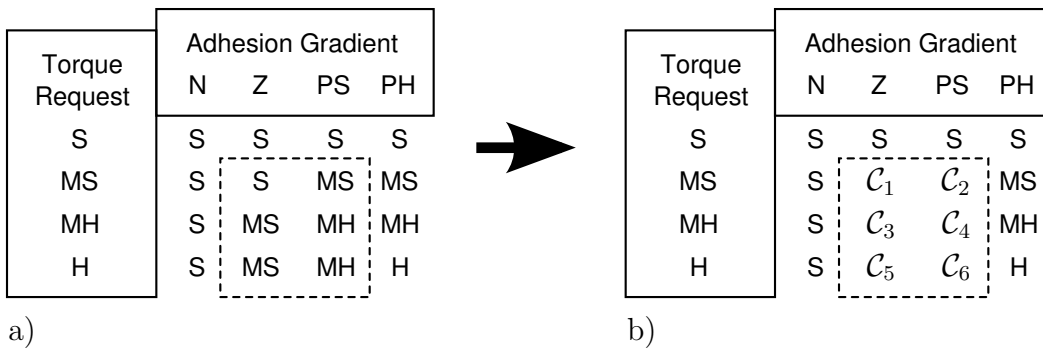 Adhesion Gradient
Torque Request
N Z PS PH
S S S S S
MS S S MS MS
MH S MS MH MH
H S MS MH H
a)
Adhesion Gradient
Torque Request
N Z PS PH
S S S S S
MS S C1 C2 MS
MH S C3 C4 MH
H S C5 C6 H
b)